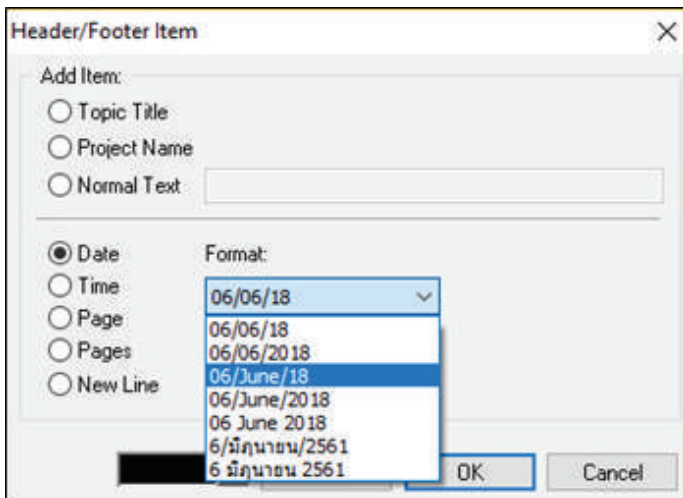 Header/Footer Item
Add Item:
Topic Title
Project Name
Normal Text
Date
Format:
Time
06/06/18
Page
06/06/18
Pages
06/06/2018
06/June/18
New Line
06/June/2018
06 June 2018
6/มิถุนายน/2561
6 มิถุนายน 2561
OK
Cancel